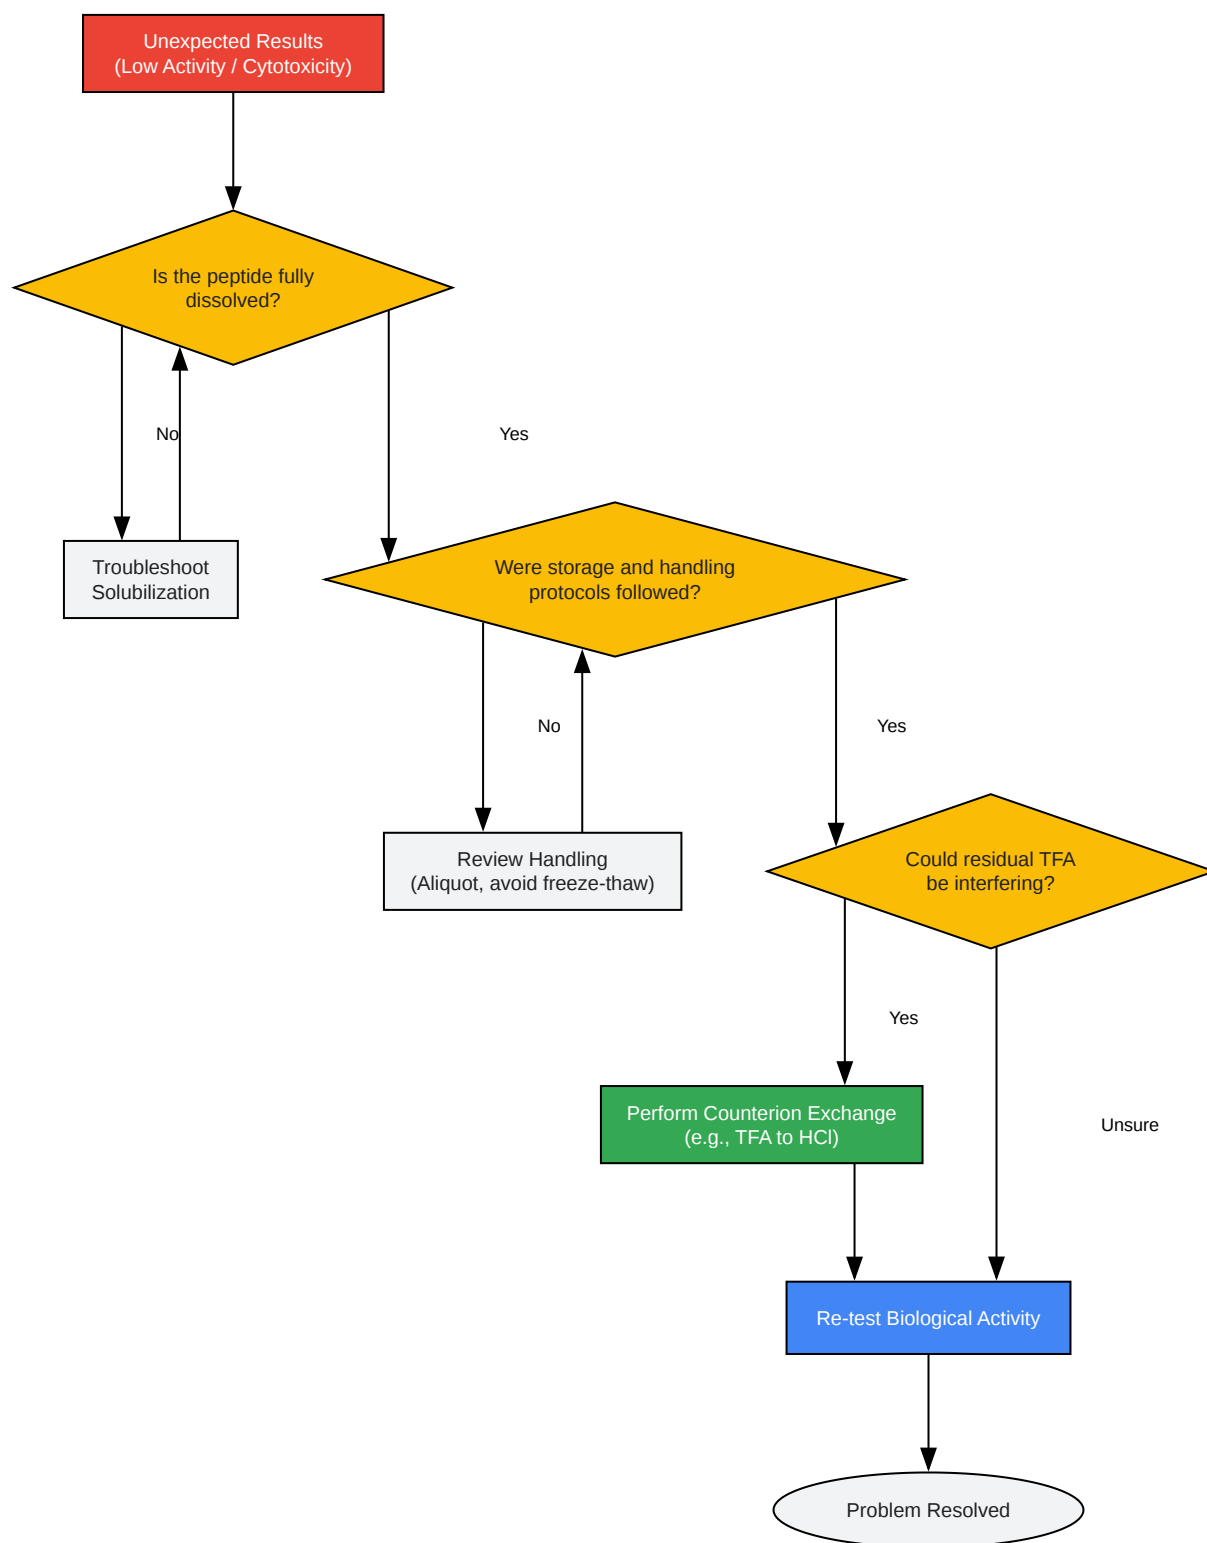 Unexpected Results
(Low Activity / Cytotoxicity)
Is the peptide fully
dissolved?
No
Yes
Troubleshoot
Solubilization
Were storage and handling
protocols followed?
No
Yes
Review Handling
(Aliquot, avoid freeze-thaw)
Could residual TFA
be interfering?
Yes
Unsure
Perform Counterion Exchange
(e.g., TFA to HCl)
Re-test Biological Activity
Problem Resolved